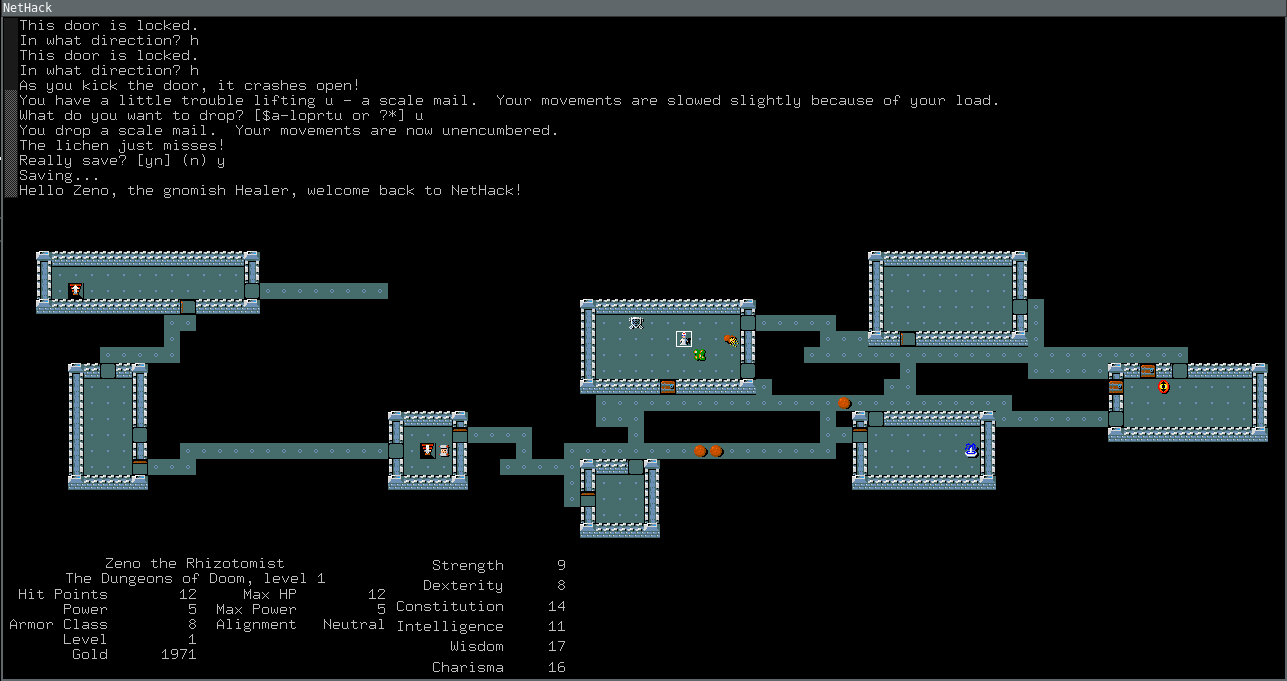 NetHack
This door is locked.
In what direction? h
This door is locked.
In what direction? h
As you kick the door, it crashes open!
You have a little trouble lifting u - a scale mail.  Your movements are slowed slightly because of your load.
What do you want to drop? [$a-loprtu or ?*] u
You drop a scale mail.  Your movements are now unencumbered.
The lichen just misses!
Really save? [yn] (n) y
Saving...
Hello Zeno, the gnomish Healer, welcome back to NetHack!
Zeno the Rhizotomist
The Dungeons of Doom, level 1
Hit Points 12 Max HP 12
Power 5 Max Power 5
Armor Class 8 Alignment Neutral
Level 1
Gold 1971
Strength 9
Dexterity 8
Constitution 14
Intelligence 11
Wisdom 17
Charisma 16